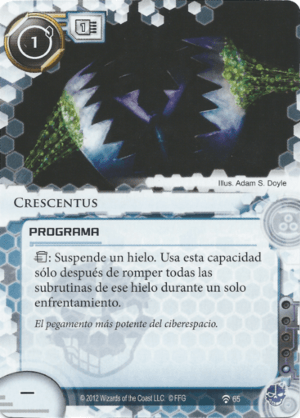 1
Illus. Adam S. Doyle
Crescentus
PROGRAMA
: Suspende un hielo. Usa esta capacidad
sólo después de romper todas las
subrutinas de ese hielo durante un solo
enfrentamiento.
El pegamento más potente del ciberespacio.
–
© 2012 Wizards of the Coast LLC. © FFG
65